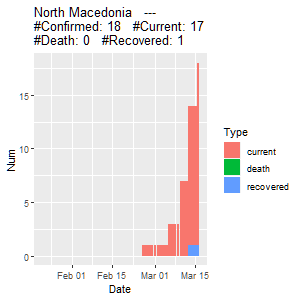 North Macedonia   ---
#Confirmed: 18   #Current: 17
#Death: 0   #Recovered: 1
Num
15
10
5
0
Feb 01
Feb 15
Mar 01
Mar 15
Date
Type
current
death
recovered